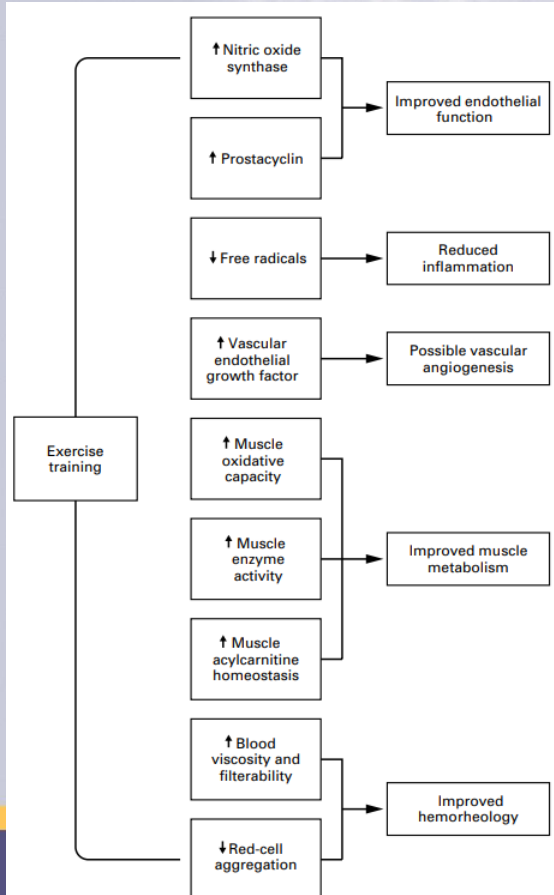 ↑ Nitric oxide
synthase
Improved endothelial
function
↑ Prostacyclin
↓ Free radicals
Reduced
inflammation
↑ Vascular
endothelial
growth factor
Possible vascular
angiogenesis
Exercise
training
↑ Muscle
oxidative
capacity
↑ Muscle
enzyme
activity
Improved muscle
metabolism
↑ Muscle
acylcarnitine
homeostasis
↑ Blood
viscosity and
filterability
Improved
hemorheology
↓ Red-cell
aggregation